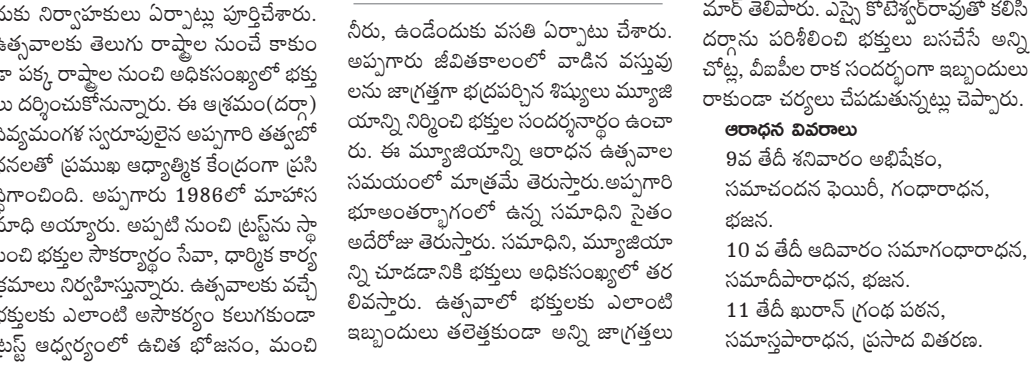 దుకు నిర్వాహకులు ఏర్పాట్లు పూర్తిచేశారు.
ఉత్సవాలకు తెలుగు రాష్ట్రాల నుంచే కాకుం
డా పక్క రాష్ట్రాల నుంచి అధికసంఖ్యలో భక్తు
లు దర్శించుకోనున్నారు. ఈ ఆశ్రమం(దర్గా)
దివ్యమంగళ స్వరూపులైన అప్పగారి తత్వబో
ధనలతో ప్రముఖ ఆధ్యాత్మిక కేంద్రంగా ప్రసి
ద్ధిగాంచింది. అప్పగారు 1986లో మాహాస
మాధి అయ్యారు. అప్పటి నుంచి ట్రస్ట్‌ను స్థా
పించి భక్తుల సౌకర్యార్థం సేవా, ధార్మిక కార్య
క్రమాలు నిర్వహిస్తున్నారు. ఉత్సవాలకు వచ్చే
భక్తులకు ఎలాంటి అసౌకర్యం కలుగకుండా
ట్రస్ట్ ఆధ్వర్యంలో ఉచిత భోజనం, మంచి
నీరు, ఉండేందుకు వసతి ఏర్పాటు చేశారు.
అప్పగారు జీవితకాలంలో వాడిన వస్తువు
లను జాగ్రత్తగా భద్రపర్చిన శిష్యులు మ్యూజి
యాన్ని నిర్మించి భక్తుల సందర్శనార్థం ఉంచా
రు. ఈ మ్యూజియాన్ని ఆరాధన ఉత్సవాల
సమయంలో మాత్రమే తెరుస్తారు.అప్పగారి
భూఅంతర్భాగంలో ఉన్న సమాధిని సైతం
అదేరోజు తెరుస్తారు. సమాధిని, మ్యూజియా
న్ని చూడడానికి భక్తులు అధికసంఖ్యలో తర
లివస్తారు. ఉత్సవాలో భక్తులకు ఎలాంటి
ఇబ్బందులు తలెత్తకుండా అన్ని జాగ్రత్తలు
మార్ తెలిపారు. ఎస్సై కోటేశ్వర్‌రావుతో కలిసి
దర్గాను పరిశీలించి భక్తులు బసచేసే అన్ని
చోట్ల, వీఐపీల రాక సందర్భంగా ఇబ్బందులు
రాకుండా చర్యలు చేపడుతున్నట్లు చెప్పారు.
ఆరాధన వివరాలు
9వ తేదీ శనివారం అభిషేకం,
సమాచందన ఫెయిరీ, గంధారాధన,
భజన.
10 వ తేదీ ఆదివారం సమాగంధారాధన,
సమాదీపారాధన, భజన.
11 తేదీ ఖురాన్ గ్రంథ పఠన,
సమాస్తపారాధన, ప్రసాద వితరణ.